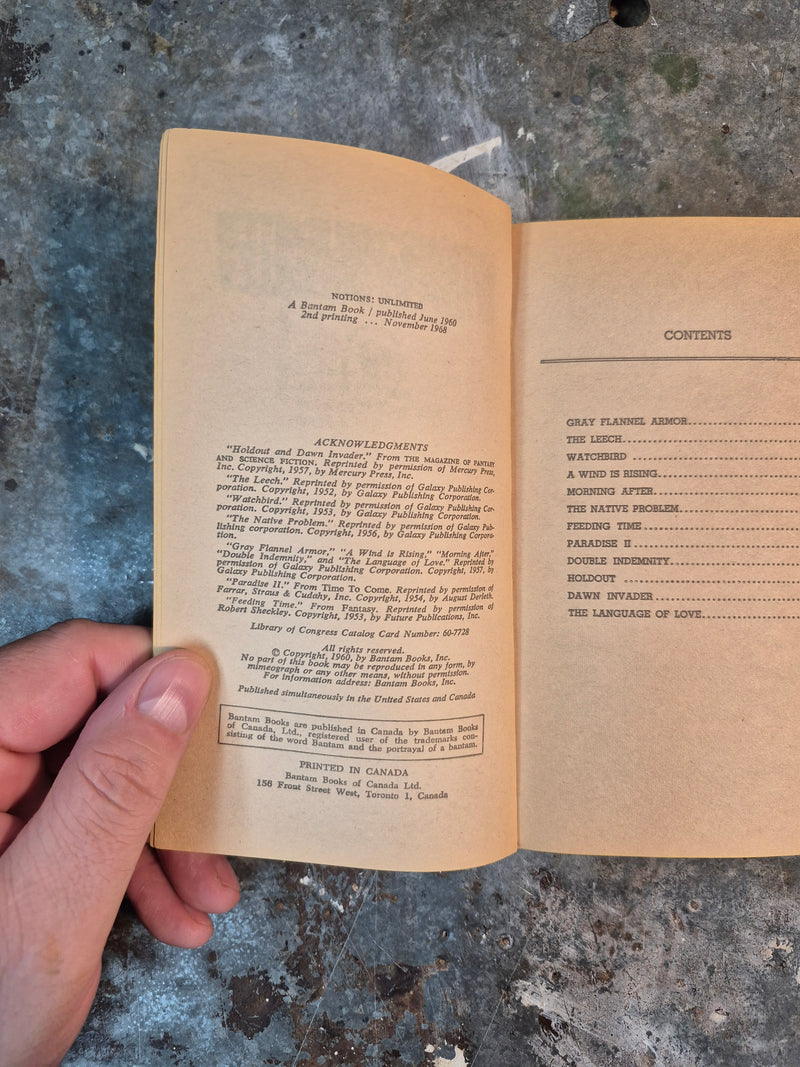 NOTIONS: UNLIMITED
A Bantam Book / published June 1960
2nd printing ... November 1968
ACKNOWLEDGMENTS
"Holdout and Dawn Invader." From THE MAGAZINE OF FANTASY
AND SCIENCE FICTION. Reprinted by permission of Mercury Press,
Inc. Copyright, 1957, by Mercury Press, Inc.
"The Leech." Reprinted by permission of Galaxy Publishing Cor-
poration. Copyright, 1952, by Galaxy Publishing Corporation.
"Watchbird." Reprinted by permission of Galaxy Publishing Cor-
poration. Copyright, 1953, by Galaxy Publishing Corporation.
"The Native Problem." Reprinted by permission of Galaxy Pub-
lishing corporation. Copyright, 1956, by Galaxy Publishing Corpora-
tion.
"Gray Flannel Armor," "A Wind is Rising," "Morning After,"
"Double Indemnity," and "The Language of Love." Reprinted by
permission of Galaxy Publishing Corporation. Copyright, 1957, by
Galaxy Publishing Corporation.
"Paradise II." From Time To Come. Reprinted by permission of
Farrar, Straus & Cudahy, Inc. Copyright, 1954, by August Derleth.
"Feeding Time." From Fantasy. Reprinted by permission of
Robert Sheckley. Copyright, 1953, by Future Publications, Inc.
Library of Congress Catalog Card Number: 60-7728
All rights reserved.
© Copyright, 1960, by Bantam Books, Inc.
No part of this book may be reproduced in any form, by
mimeograph or any other means, without permission.
For information address: Bantam Books, Inc.
Published simultaneously in the United States and Canada
Bantam Books are published in Canada by Bantam Books
of Canada, Ltd., registered user of the trademarks con-
sisting of the word Bantam and the portrayal of a bantam.
PRINTED IN CANADA
Bantam Books of Canada Ltd.
156 Front Street West, Toronto 1, Canada
CONTENTS
GRAY FLANNEL ARMOR
THE LEECH
WATCHBIRD
A WIND IS RISING
MORNING AFTER
THE NATIVE PROBLEM
FEEDING TIME
PARADISE II
DOUBLE INDEMNITY
HOLDOUT
DAWN INVADER
THE LANGUAGE OF LOVE